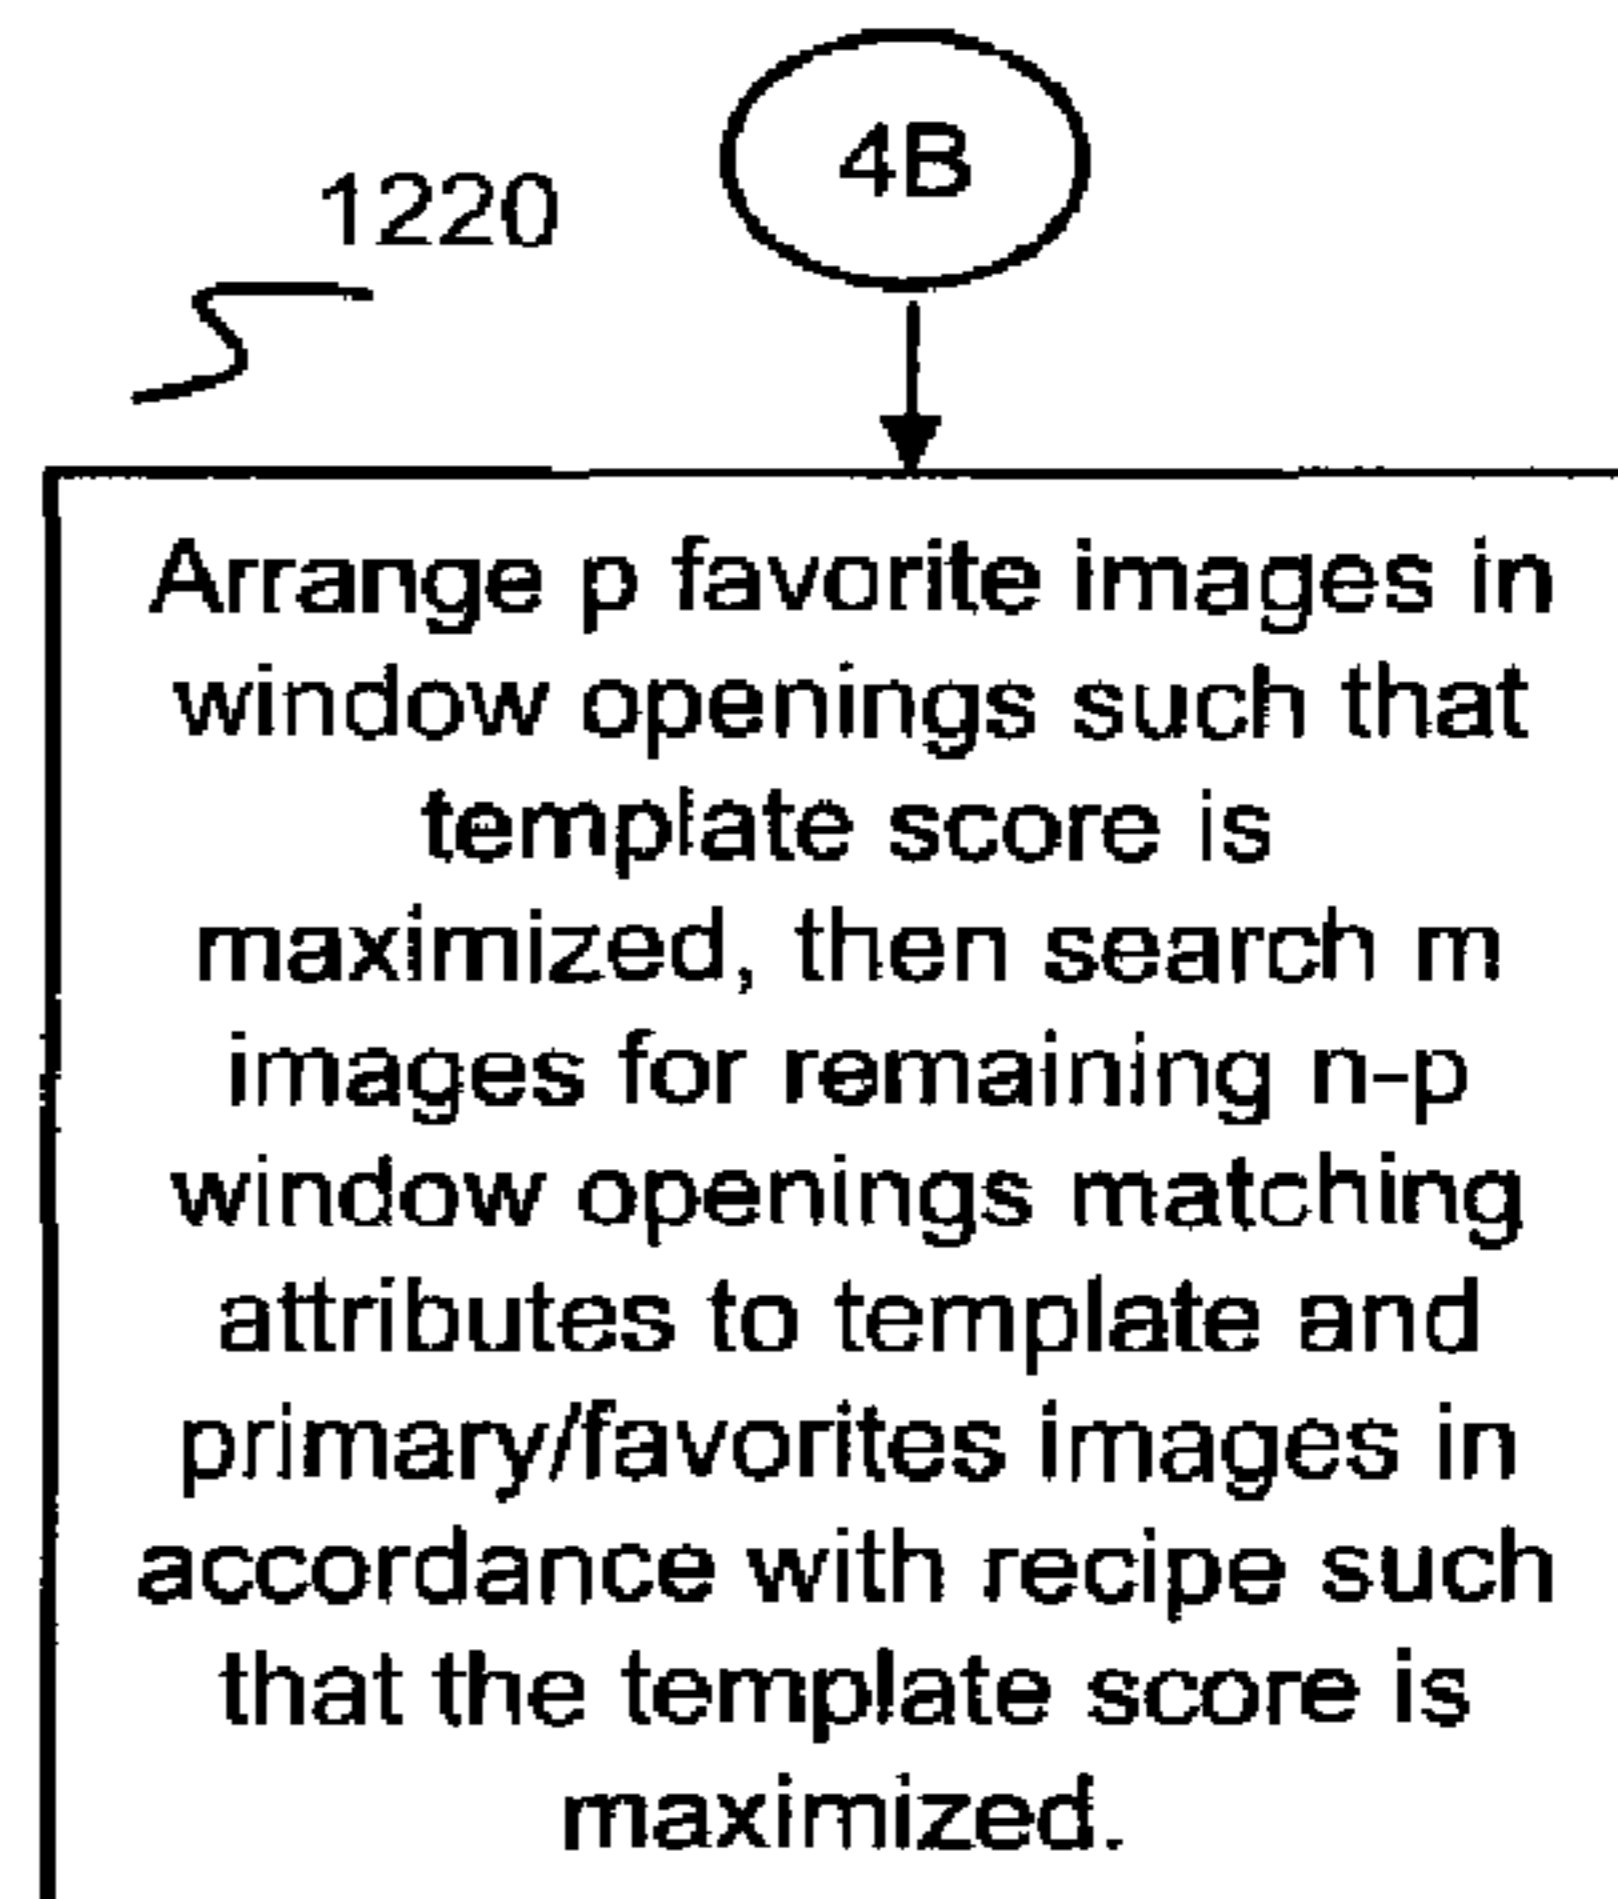 4B
1220
Arrange p favorite images in
window openings such that
template score is
maximized, then search m
images for remaining n-p
window openings matching
attributes to template and
primary/favorites images in
accordance with recipe such
that the template score is
maximized.